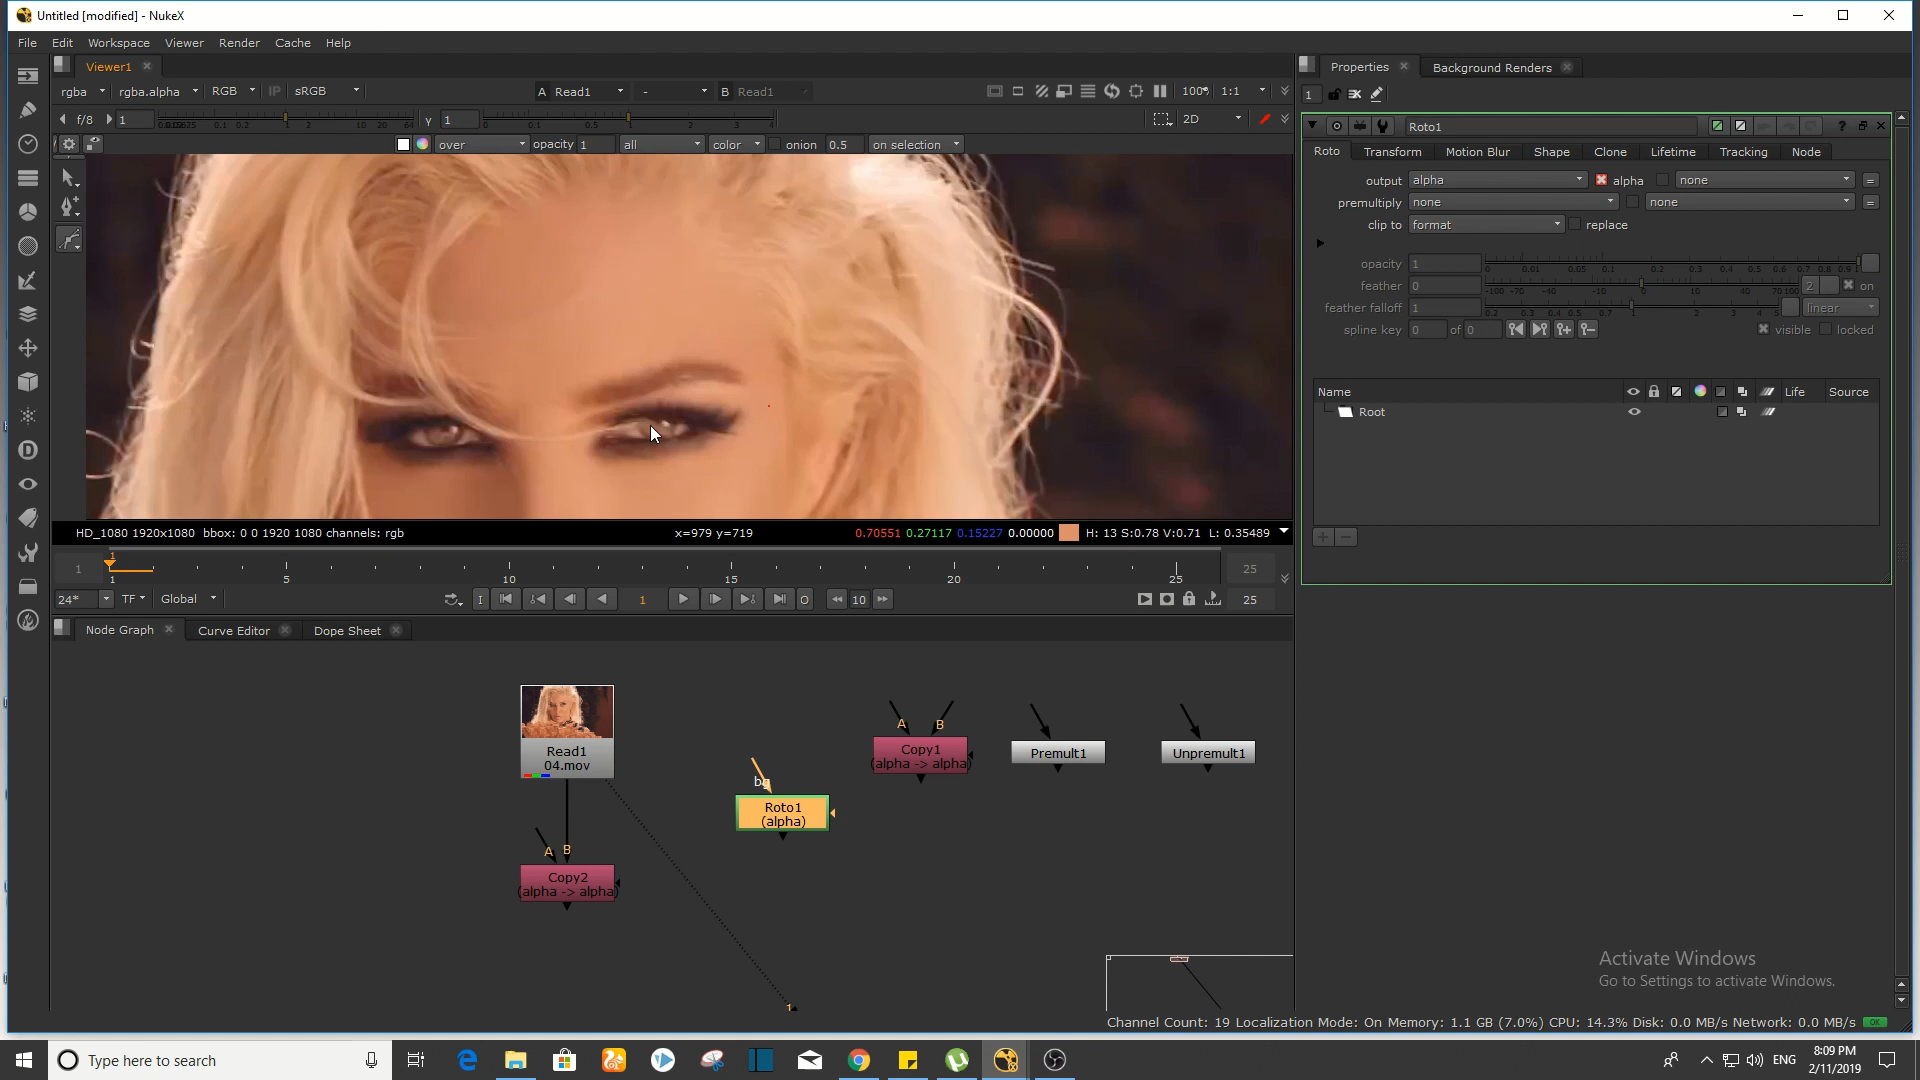 Untitled [modified] - NukeX
File Edit Workspace Viewer Render Cache Help
Viewer1
rgba rgba.alpha RGB IP sRGB A Read1 - B Read1 100% 1:1
f/8 1 γ 1 2D
over opacity 1 all color onion 0.5 on selection
HD_1080 1920x1080 bbox: 0 0 1920 1080 channels: rgb x=979 y=719 0.70551 0.27117 0.15227 0.00000 H: 13 S:0.78 V:0.71 L: 0.35489
1
1 25
1 5 10 15 20 25
24* TF Global I 1 O 10 25
Node Graph Curve Editor Dope Sheet
Read1
04.mov
A B
Copy2
(alpha -> alpha)
bg
Roto1
(alpha)
A B
Copy1
(alpha -> alpha)
Premult1
Unpremult1
1
Properties Background Renders
1
Roto1 ?
Roto Transform Motion Blur Shape Clone Lifetime Tracking Node
output alpha alpha none =
premultiply none none =
clip to format replace
opacity 1
feather 0 2 on
feather falloff 1 linear
spline key 0 of 0 visible locked
Name Life Source
Root
Activate Windows
Go to Settings to activate Windows.
Channel Count: 19 Localization Mode: On Memory: 1.1 GB (7.0%) CPU: 14.3% Disk: 0.0 MB/s Network: 0.0 MB/s OK
Type here to search
ENG
8:09 PM
2/11/2019